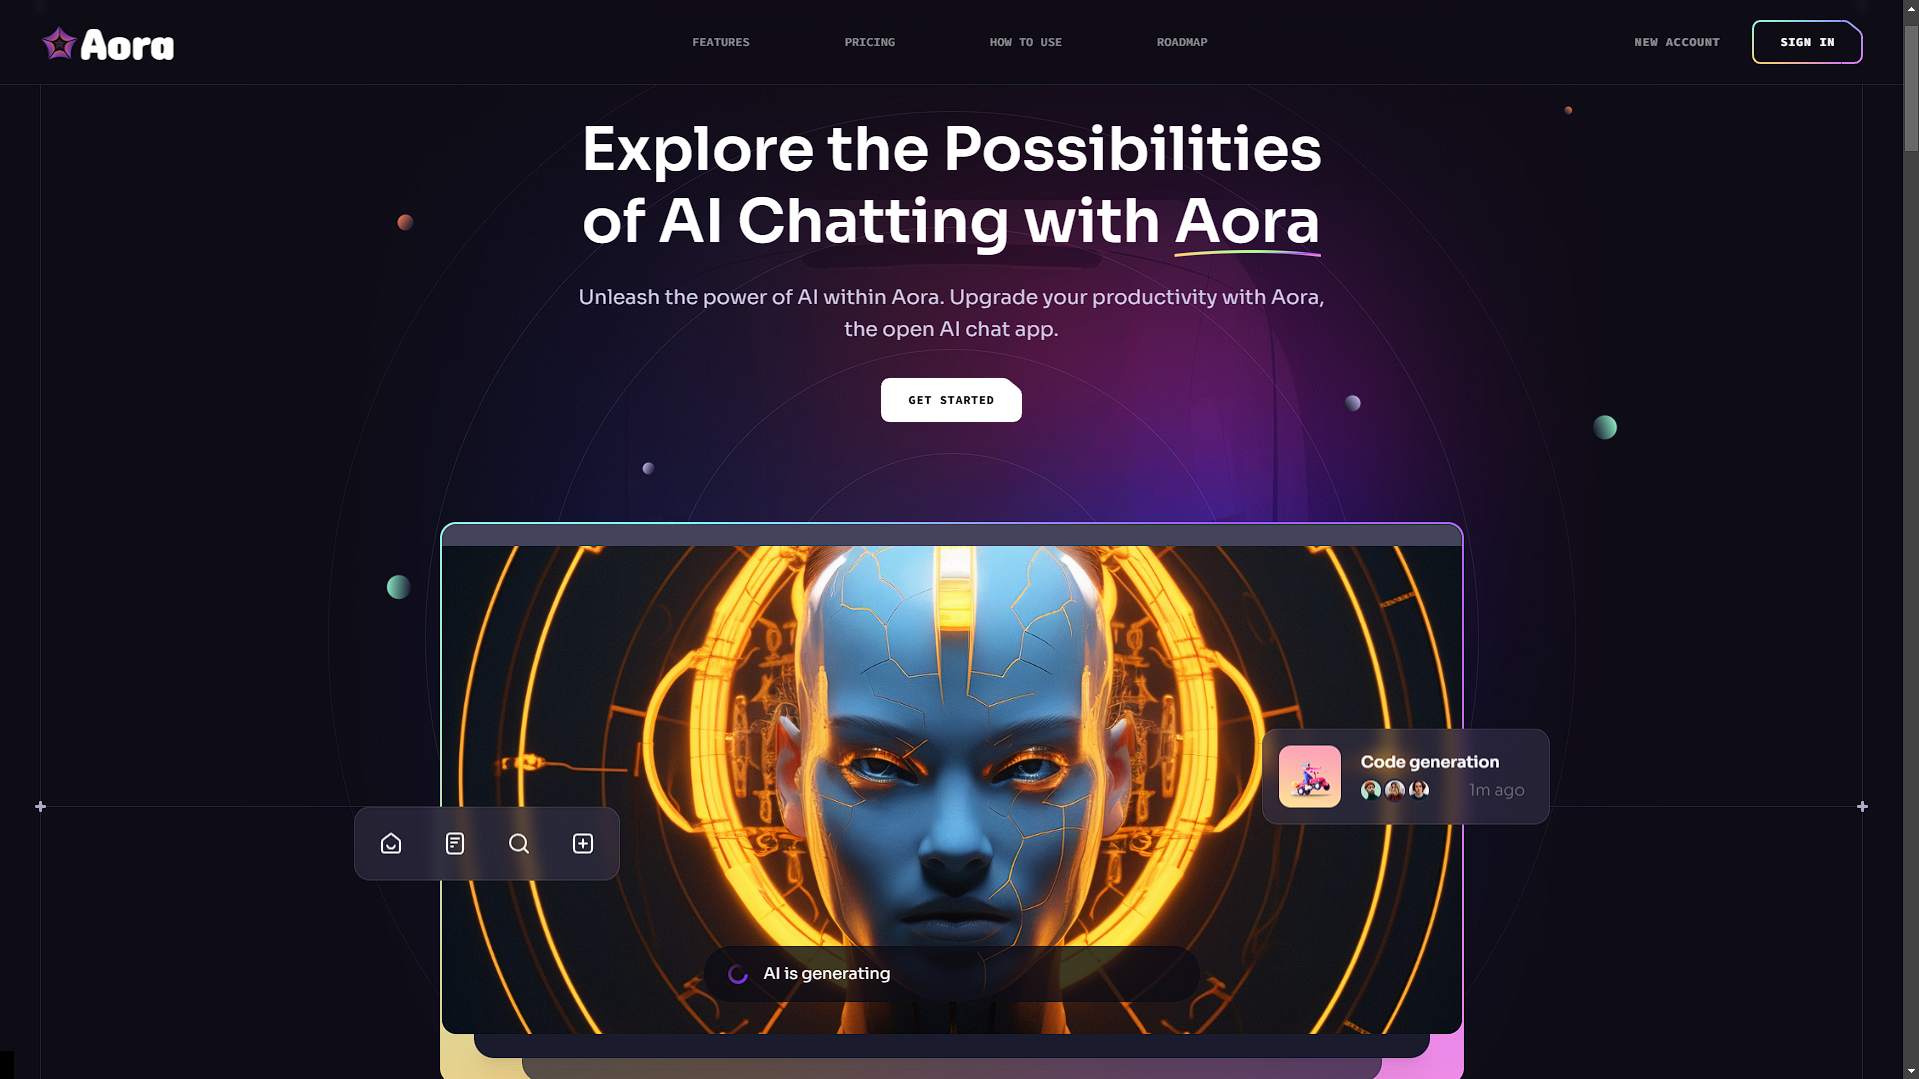 Aora
FEATURES
PRICING
HOW TO USE
ROADMAP
NEW ACCOUNT
SIGN IN
Explore the Possibilities
of AI Chatting with Aora
Unleash the power of AI within Aora. Upgrade your productivity with Aora,
the open AI chat app.
GET STARTED
Code generation
1m ago
AI is generating